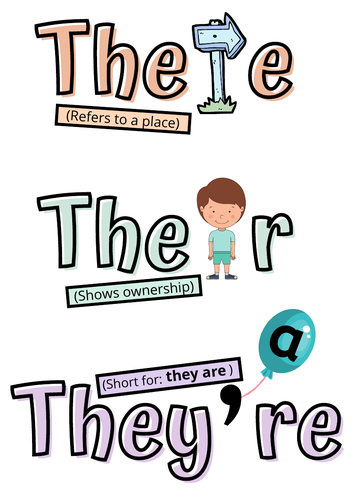 There
(Refers to a place)
Their
(Shows ownership)
a
(Short for: they are )
They're